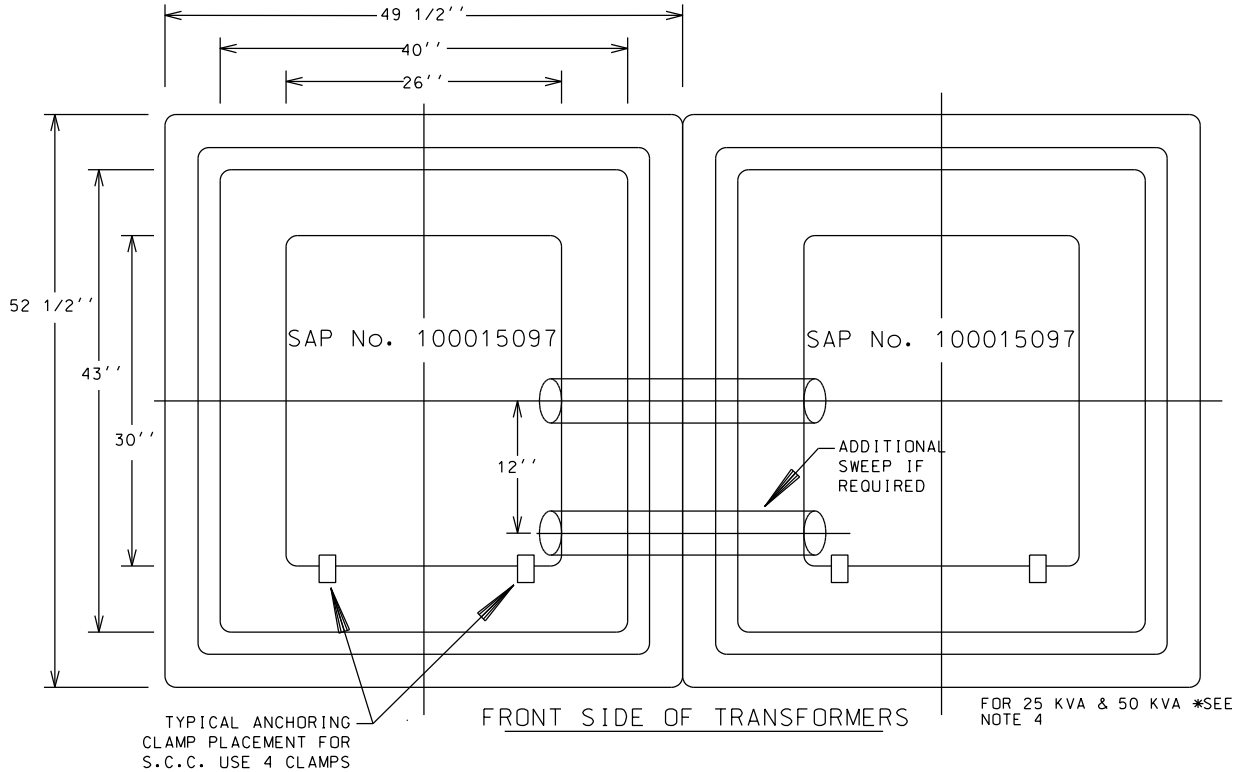 49 1/2''
40''
26''
52 1/2''
SAP No. 100015097
SAP No. 100015097
43''
30''
12''
ADDITIONAL
SWEEP IF
REQUIRED
TYPICAL ANCHORING
CLAMP PLACEMENT FOR
S.C.C. USE 4 CLAMPS
FRONT SIDE OF TRANSFORMERS
FOR 25 KVA & 50 KVA *SEE
NOTE 4